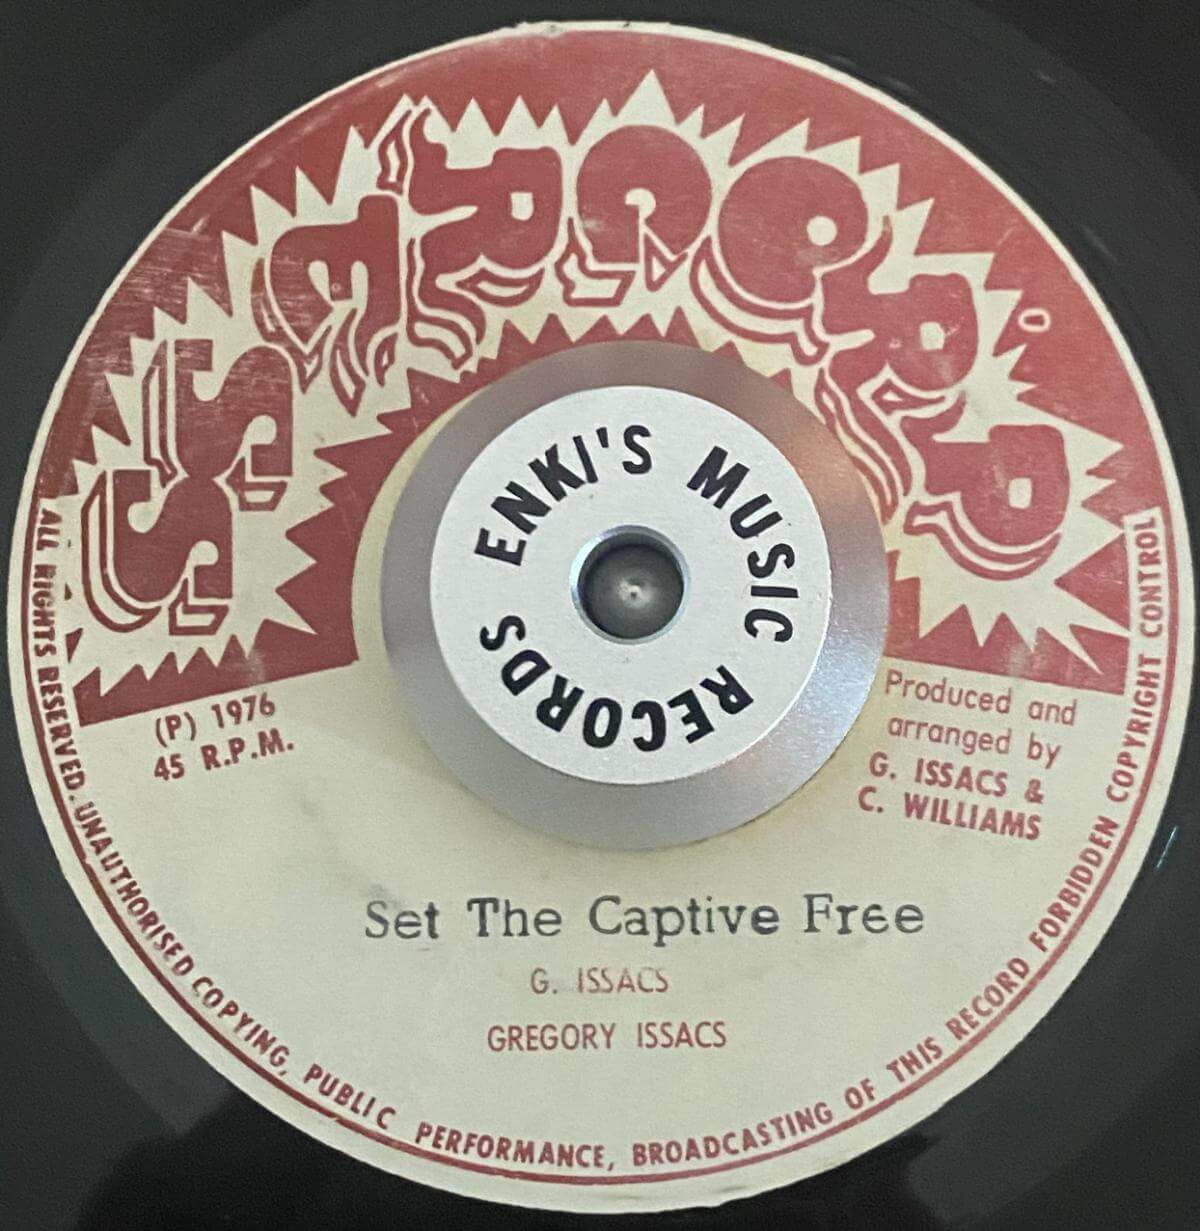 PROGRESS
ENKI'S MUSIC RECORDS
(P) 1976
45 R.P.M.
Produced and
arranged by
G. ISSACS &
C. WILLIAMS
Set The Captive Free
G. ISSACS
GREGORY ISSACS
ALL RIGHTS RESERVED. UNAUTHORISED COPYING, PUBLIC PERFORMANCE, BROADCASTING OF THIS RECORD FORBIDDEN COPYRIGHT CONTROL